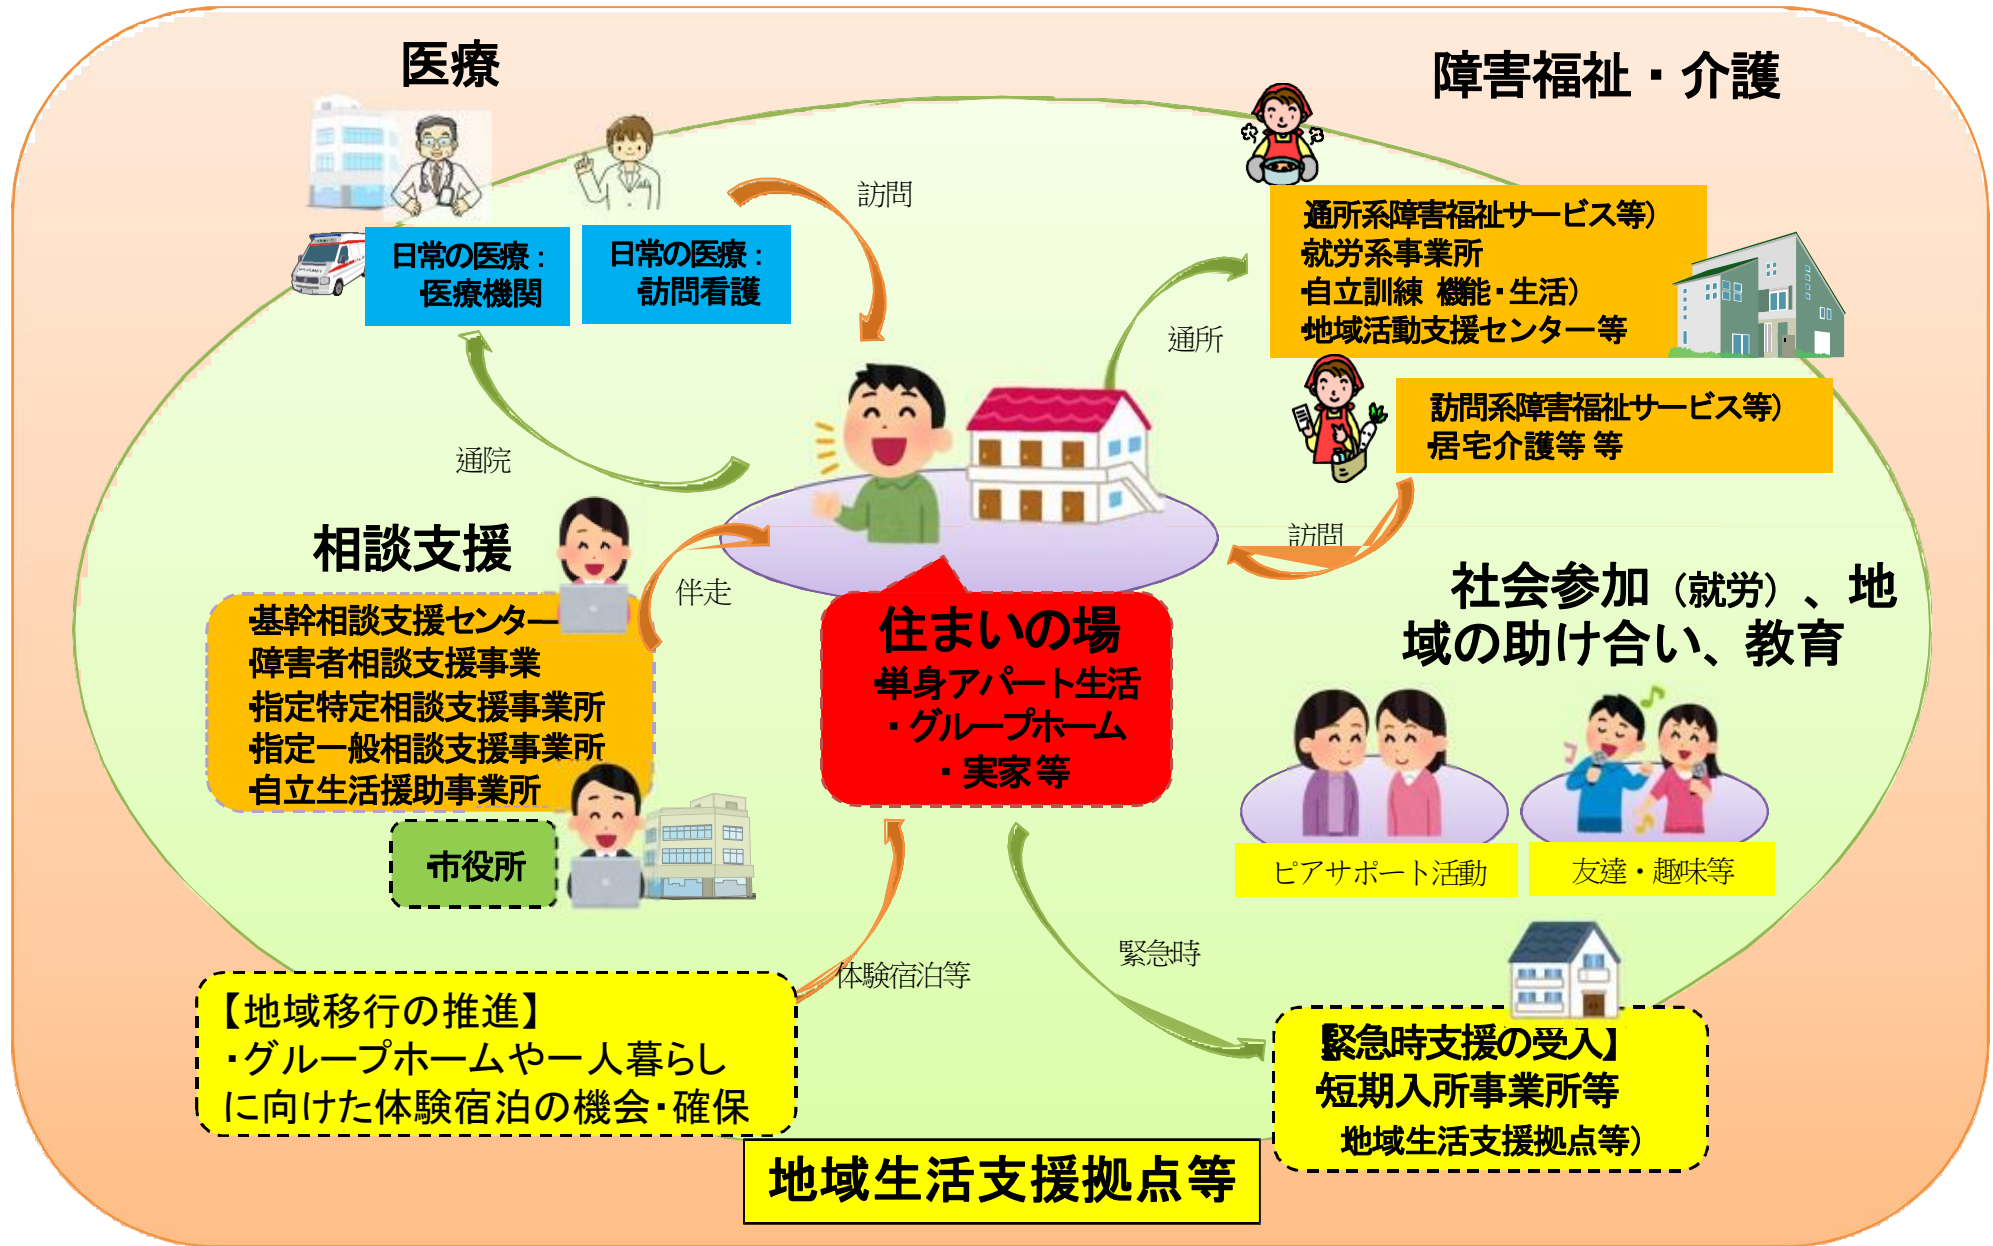 医療
障害福祉・介護
訪問
日常の医療：
・医療機関
日常の医療：
・訪問看護
通所系障害福祉サービス等）
就労系事業所
・自立訓練 機能・生活）
・地域活動支援センター等
通所
訪問系障害福祉サービス等）
・居宅介護等 等
通院
訪問
相談支援
伴走
・基幹相談支援センター
・障害者相談支援事業
・指定特定相談支援事業所
・指定一般相談支援事業所
・自立生活援助事業所
・市役所
住まいの場
・単身アパート生活
・グループホーム
・実家等
社会参加（就労）、地
域の助け合い、教育
ピアサポート活動
友達・趣味等
体験宿泊等
緊急時
【地域移行の推進】
・グループホームや一人暮らし
に向けた体験宿泊の機会・確保
【緊急時支援の受入】
・短期入所事業所等
地域生活支援拠点等）
地域生活支援拠点等